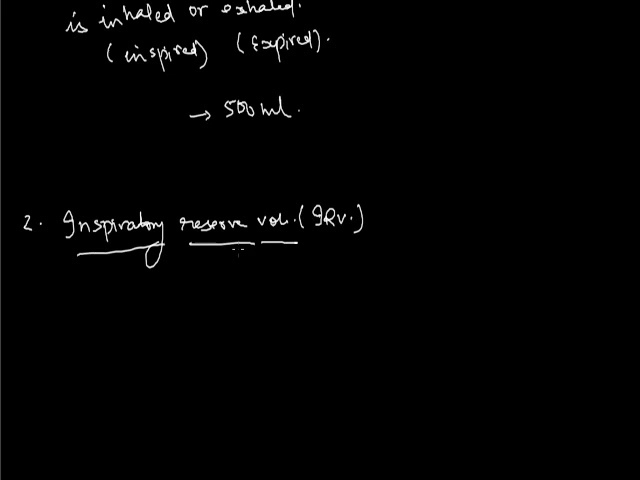 is inhaled or exhaled.
(inspired) (Expired).
→ 500 ml.
2. Inspiratory reserve vol. (IRV.)